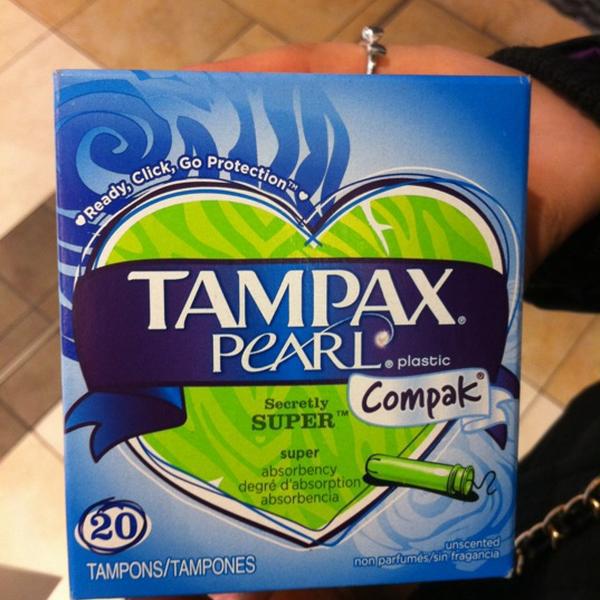 Ready, Click, Go Protection™
TAMPAX®
PEARL® plastic
Compak®
Secretly
SUPER™
super
absorbency
degré d'absorption
absorbencia
20
TAMPONS/TAMPONES
unscented
non parfumés/sin fragancia